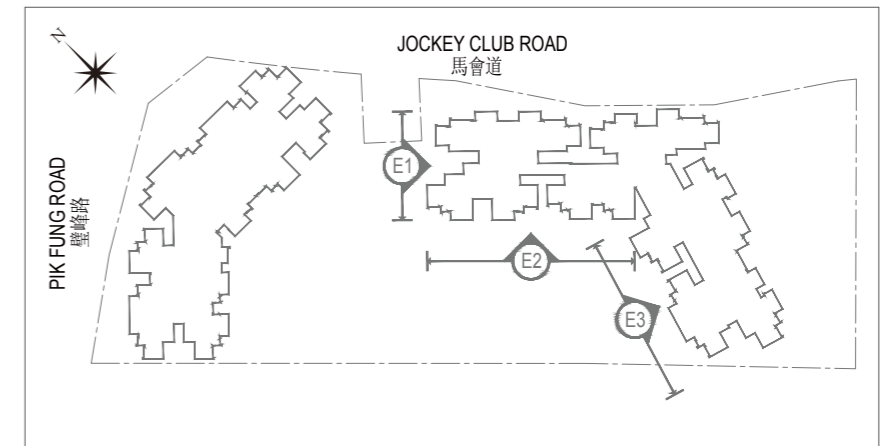 N
JOCKEY CLUB ROAD
馬會道
PIK FUNG ROAD
璧峰路
E1
E2
E3